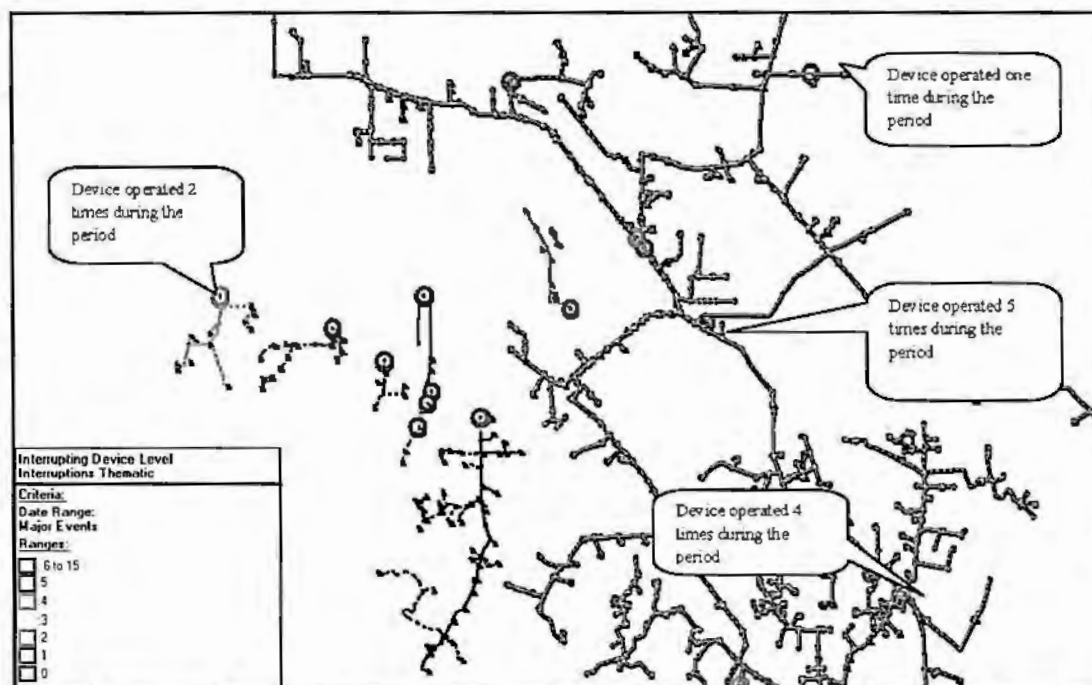 Device operated one
time during the
period
Device operated 2
times during the
period
Device operated 5
times during the
period
Device operated 4
times during the
period
Interrupting Device Level
Interruptions Thematic
Criteria:
Date Range:
Major Events
Ranges:
6 to 15
5
4
3
2
1
0